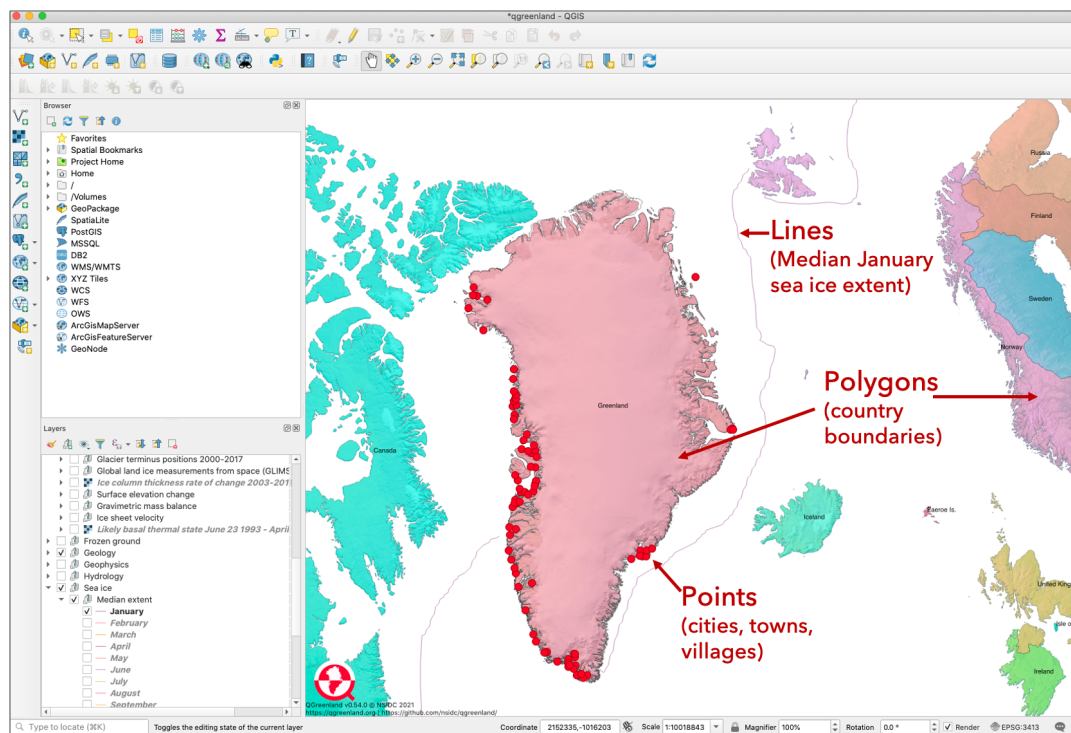 *qgreenland - QGIS
Browser
Favorites
Spatial Bookmarks
Project Home
Home
/
/Volumes
GeoPackage
SpatiaLite
PostGIS
MSSQL
DB2
WMS/WMTS
XYZ Tiles
WCS
WFS
OWS
ArcGisMapServer
ArcGisFeatureServer
GeoNode
Layers
Glacier terminus positions 2000-2017
Global land ice measurements from space (GLIMS
Ice column thickness rate of change 2003-201
Surface elevation change
Gravimetric mass balance
Ice sheet velocity
Likely basal thermal state June 23 1993 - April
Frozen ground
Geology
Geophysics
Hydrology
Sea ice
Median extent
January
February
March
April
May
June
July
August
September
Canada
Greenland
Iceland
Faeroe Is.
Russia
Finland
Sweden
Norway
United King
Isle o
Ireland
Lines
(Median January
sea ice extent)
Polygons
(country
boundaries)
Points
(cities, towns,
villages)
QGreenland v0.54.0 © NSIDC 2021
https://qgreenland.org | https://github.com/nsidc/qgreenland/
Type to locate (⌘K)
Toggles the editing state of the current layer
Coordinate 2152335,-1016203
Scale 1:10018843
Magnifier 100%
Rotation 0.0 °
Render
EPSG:3413